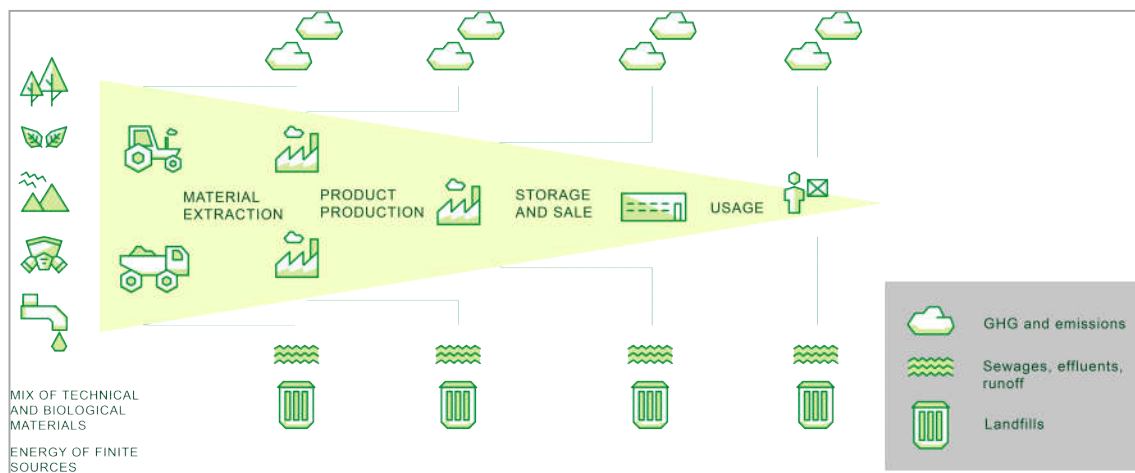 MATERIAL
EXTRACTION
PRODUCT
PRODUCTION
STORAGE
AND SALE
USAGE
MIX OF TECHNICAL
AND BIOLOGICAL
MATERIALS
ENERGY OF FINITE
SOURCES
GHG and emissions
Sewages, effluents,
runoff
Landfills